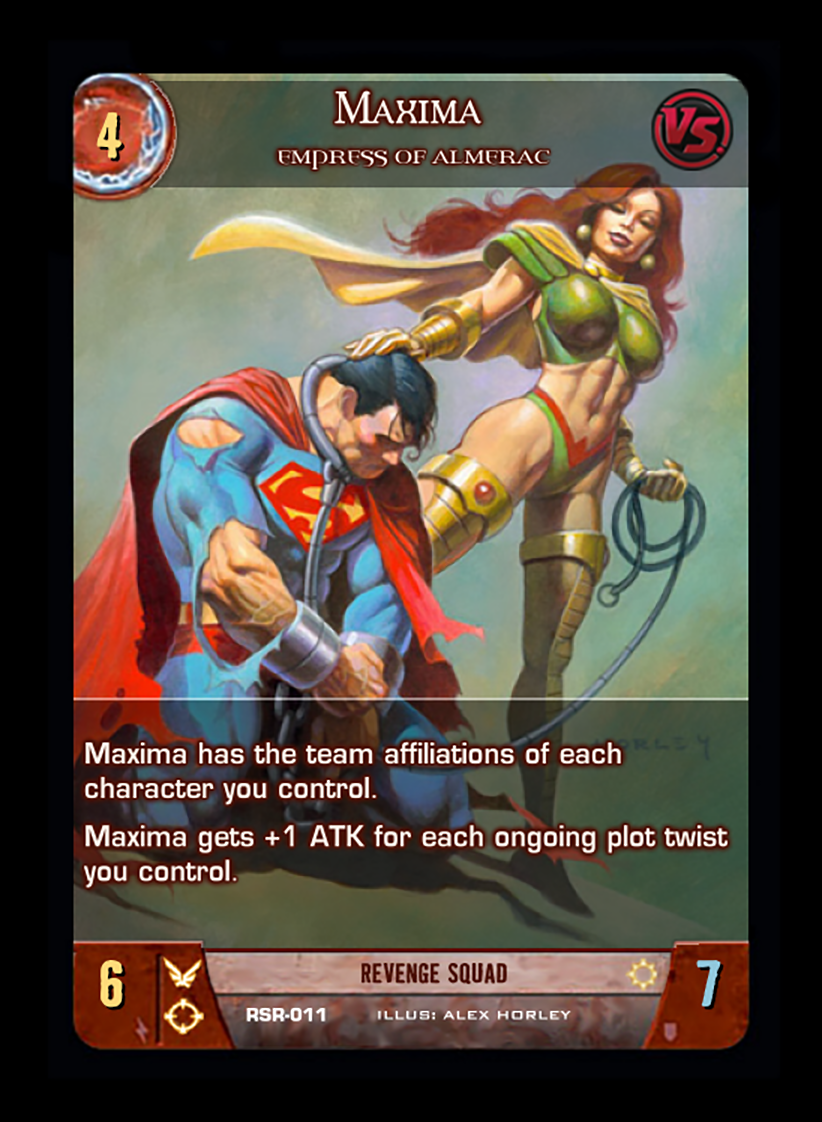 4
Maxima
VS.
Empress of Almerac
Maxima has the team affiliations of each
character you control.
Maxima gets +1 ATK for each ongoing plot twist
you control.
6
REVENGE SQUAD
7
RSR-011 ILLUS: ALEX HORLEY